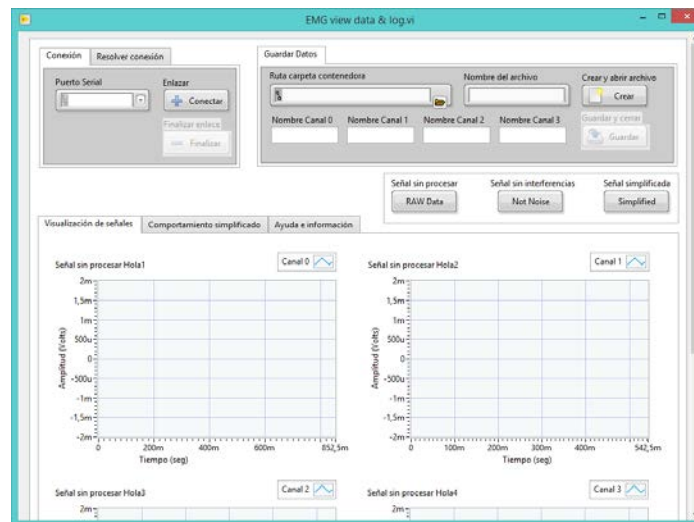 EMG view data & log.vi
Conexión
Resolver conexión
Puerto Serial
Enlazar
Conectar
Finalizar enlace
Finalizar
Guardar Datos
Ruta carpeta contenedora
Nombre del archivo
Crear y abrir archivo
Crear
Nombre Canal 0
Nombre Canal 1
Nombre Canal 2
Nombre Canal 3
Guardar y cerrar
Guardar
Señal sin procesar
Señal sin interferencias
Señal simplificada
RAW Data
Not Noise
Simplified
Visualización de señales
Comportamiento simplificado
Ayuda e información
Señal sin procesar Hola1
Canal 0
2m
1,5m
1m
500u
0
-500u
-1m
-1,5m
-2m
Amplitud (Volts)
0 200m 400m 600m 852,5m
Tiempo (seg)
Señal sin procesar Hola2
Canal 1
2m
1,5m
1m
500u
0
-500u
-1m
-1,5m
-2m
Amplitud (Volts)
0 100m 200m 300m 400m 542,5m
Tiempo (seg)
Señal sin procesar Hola3
Canal 2
2m
Señal sin procesar Hola4
Canal 3
2m